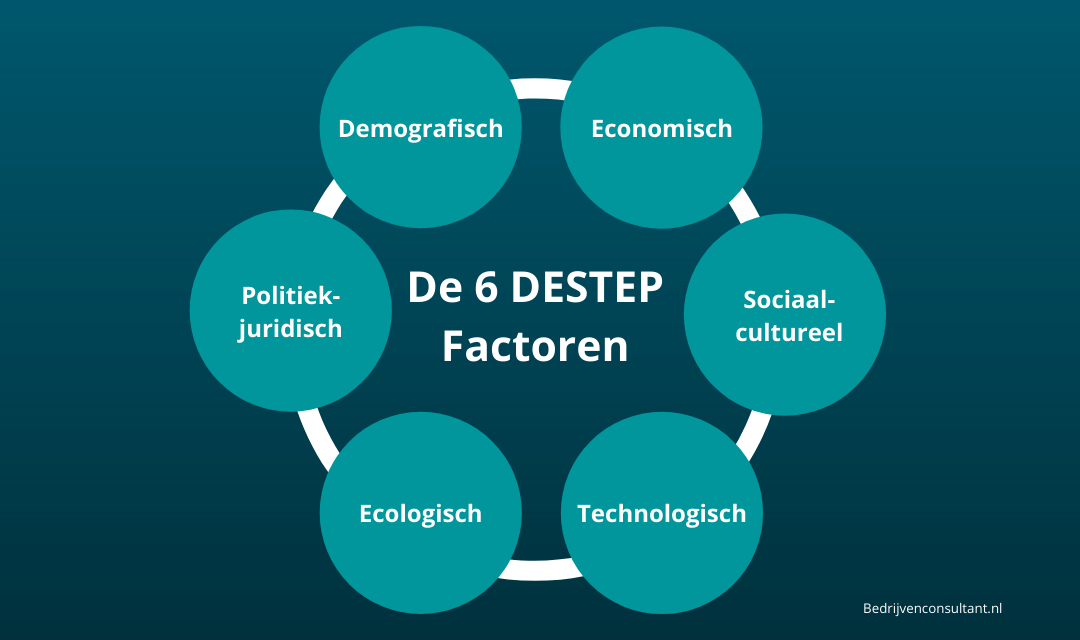 Demografisch
Economisch
Politiek-
juridisch
De 6 DESTEP
Factoren
Sociaal-
cultureel
Ecologisch
Technologisch
Bedrijvenconsultant.nl